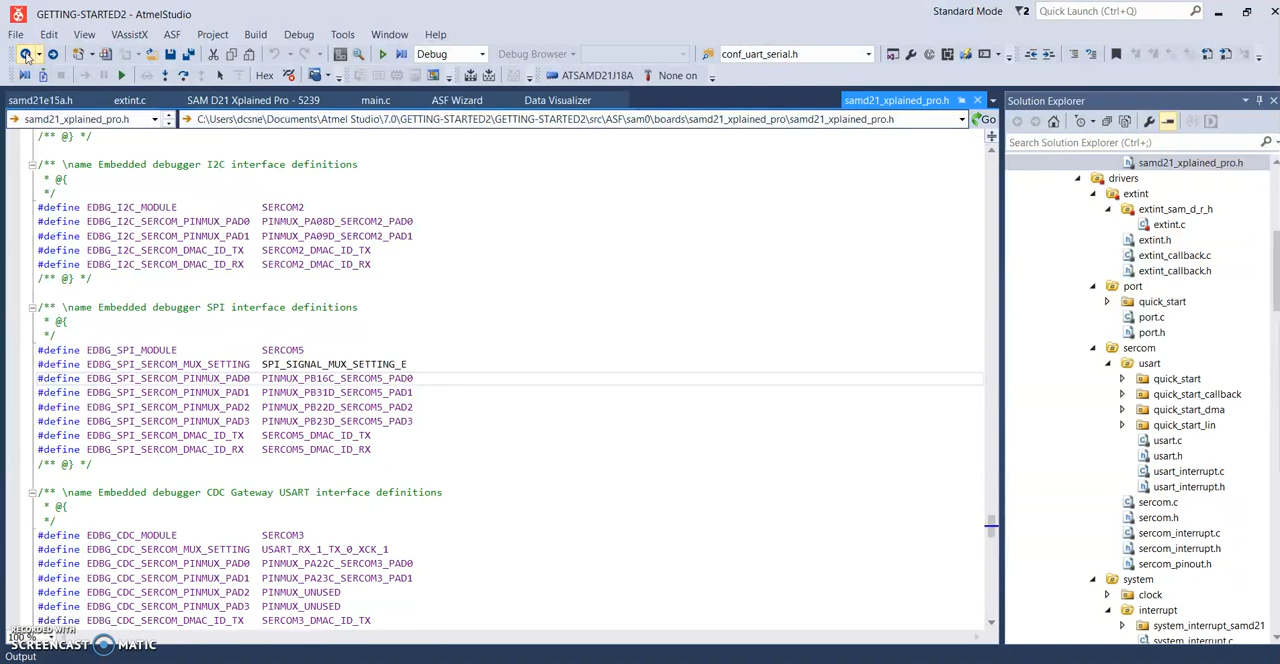 GETTING-STARTED2 - AtmelStudio
Standard Mode
2
Quick Launch (Ctrl+Q)
File Edit View VAssistX ASF Project Build Debug Tools Window Help
Debug
Debug Browser
conf_uart_serial.h
Hex
ATSAMD21J18A
None on
samd21e15a.h extint.c SAM D21 Xplained Pro - 5239 main.c ASF Wizard Data Visualizer samd21_xplained_pro.h
samd21_xplained_pro.h
C:\Users\dcsne\Documents\Atmel Studio\7.0\GETTING-STARTED2\GETTING-STARTED2\src\ASF\sam0\boards\samd21_xplained_pro\samd21_xplained_pro.h
Go
/** @} */
/** \name Embedded debugger I2C interface definitions
* @{
*/
#define EDBG_I2C_MODULE SERCOM2
#define EDBG_I2C_SERCOM_PINMUX_PAD0 PINMUX_PA08D_SERCOM2_PAD0
#define EDBG_I2C_SERCOM_PINMUX_PAD1 PINMUX_PA09D_SERCOM2_PAD1
#define EDBG_I2C_SERCOM_DMAC_ID_TX SERCOM2_DMAC_ID_TX
#define EDBG_I2C_SERCOM_DMAC_ID_RX SERCOM2_DMAC_ID_RX
/** @} */
/** \name Embedded debugger SPI interface definitions
* @{
*/
#define EDBG_SPI_MODULE SERCOM5
#define EDBG_SPI_SERCOM_MUX_SETTING SPI_SIGNAL_MUX_SETTING_E
#define EDBG_SPI_SERCOM_PINMUX_PAD0 PINMUX_PB16C_SERCOM5_PAD0
#define EDBG_SPI_SERCOM_PINMUX_PAD1 PINMUX_PB31D_SERCOM5_PAD1
#define EDBG_SPI_SERCOM_PINMUX_PAD2 PINMUX_PB22D_SERCOM5_PAD2
#define EDBG_SPI_SERCOM_PINMUX_PAD3 PINMUX_PB23D_SERCOM5_PAD3
#define EDBG_SPI_SERCOM_DMAC_ID_TX SERCOM5_DMAC_ID_TX
#define EDBG_SPI_SERCOM_DMAC_ID_RX SERCOM5_DMAC_ID_RX
/** @} */
/** \name Embedded debugger CDC Gateway USART interface definitions
* @{
*/
#define EDBG_CDC_MODULE SERCOM3
#define EDBG_CDC_SERCOM_MUX_SETTING USART_RX_1_TX_0_XCK_1
#define EDBG_CDC_SERCOM_PINMUX_PAD0 PINMUX_PA22C_SERCOM3_PAD0
#define EDBG_CDC_SERCOM_PINMUX_PAD1 PINMUX_PA23C_SERCOM3_PAD1
#define EDBG_CDC_SERCOM_PINMUX_PAD2 PINMUX_UNUSED
#define EDBG_CDC_SERCOM_PINMUX_PAD3 PINMUX_UNUSED
#define EDBG_CDC_SERCOM_DMAC_ID_TX SERCOM3_DMAC_ID_TX
100 %
RECORDED WITH
SCREENCAST MATIC
Output
Solution Explorer
Search Solution Explorer (Ctrl+;)
samd21_xplained_pro.h
drivers
extint
extint_sam_d_r_h
extint.c
extint.h
extint_callback.c
extint_callback.h
port
quick_start
port.c
port.h
sercom
usart
quick_start
quick_start_callback
quick_start_dma
quick_start_lin
usart.c
usart.h
usart_interrupt.c
usart_interrupt.h
sercom.c
sercom.h
sercom_interrupt.c
sercom_interrupt.h
sercom_pinout.h
system
clock
interrupt
system_interrupt_samd21
system_interrupt.c